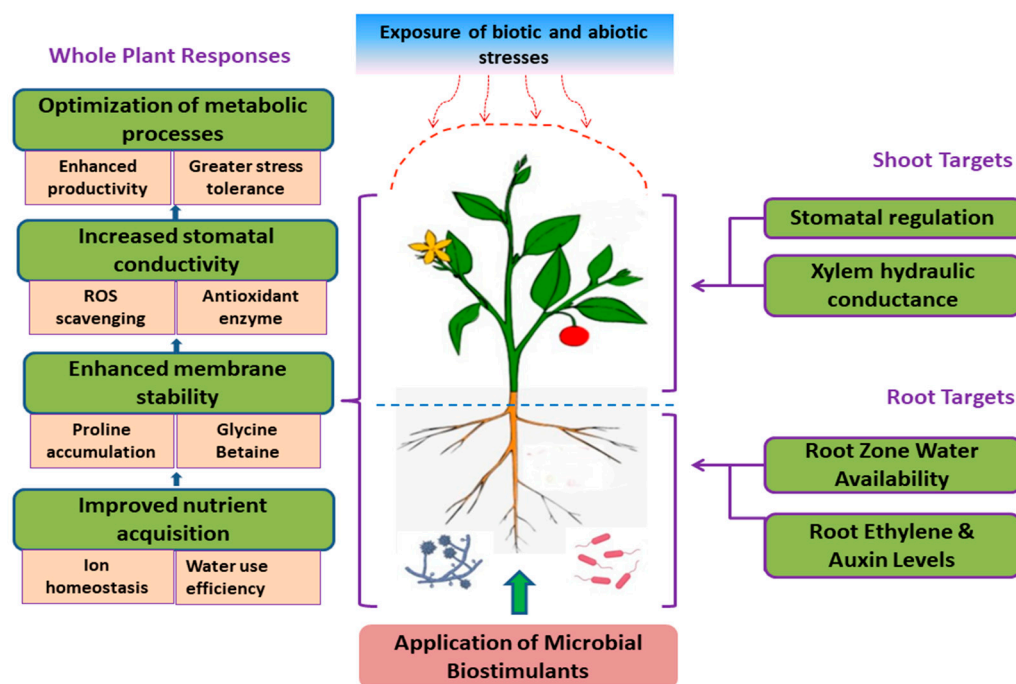 Exposure of biotic and abiotic
stresses
Whole Plant Responses
Optimization of metabolic
processes
Enhanced
productivity
Greater stress
tolerance
Increased stomatal
conductivity
ROS
scavenging
Antioxidant
enzyme
Enhanced membrane
stability
Proline
accumulation
Glycine
Betaine
Improved nutrient
acquisition
Ion
homeostasis
Water use
efficiency
Shoot Targets
Stomatal regulation
Xylem hydraulic
conductance
Root Targets
Root Zone Water
Availability
Root Ethylene &
Auxin Levels
Application of Microbial
Biostimulants